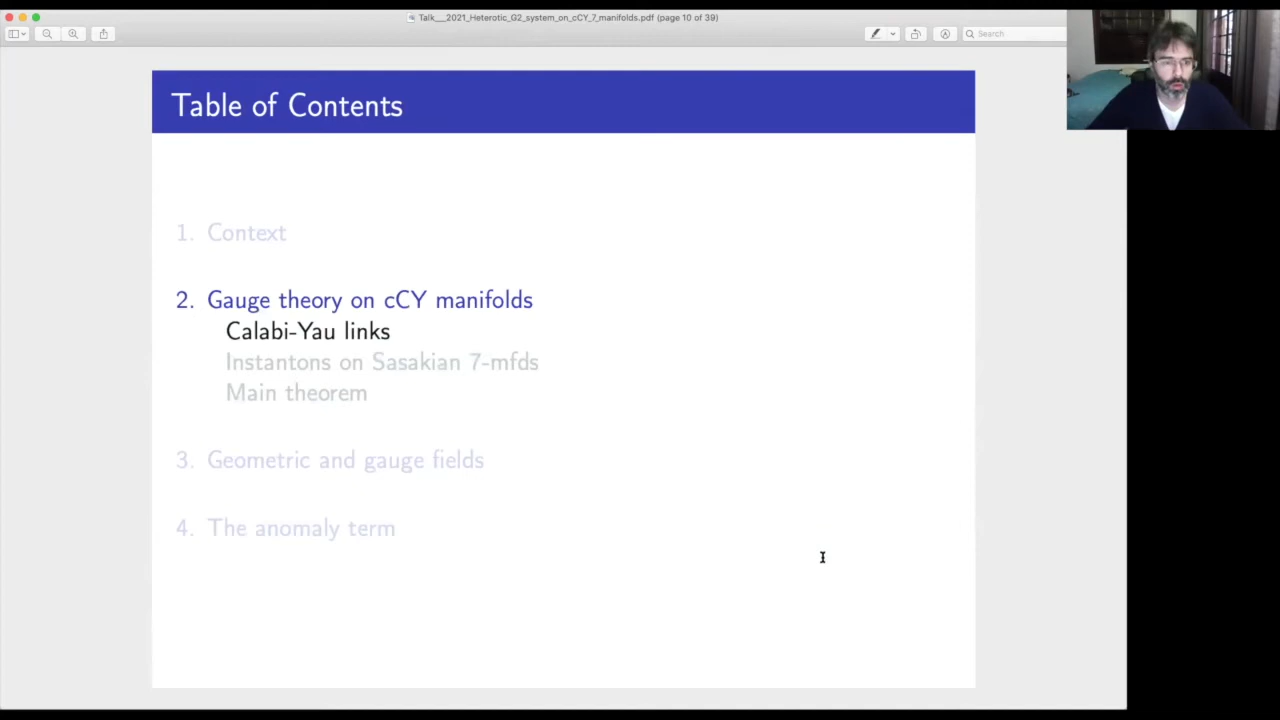 Talk__2021_Heterotic_G2_system_on_cCY_7_manifolds.pdf (page 10 of 39)
Search
Table of Contents
1. Context
2. Gauge theory on cCY manifolds
Calabi-Yau links
Instantons on Sasakian 7-mfds
Main theorem
3. Geometric and gauge fields
4. The anomaly term